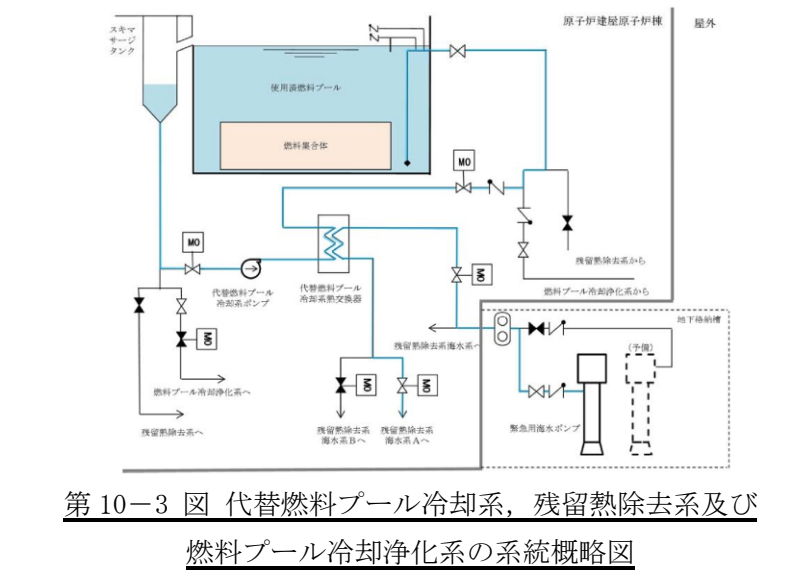 スキマ
サージ
タンク
原子炉建屋原子炉棟
屋外
使用済燃料プール
燃料集合体
MO
MO
代替燃料プール
冷却系ポンプ
代替燃料プール
冷却系熱交換器
MO
残留熱除去系から
燃料プール冷却浄化系から
残留熱除去系海水系へ
地下格納槽
(予備)
MO
燃料プール冷却浄化系へ
残留熱除去系へ
MO
MO
残留熱除去系
海水系Bへ
残留熱除去系
海水系Aへ
緊急用海水ポンプ
第 10-3 図 代替燃料プール冷却系,残留熱除去系及び
燃料プール冷却浄化系の系統概略図